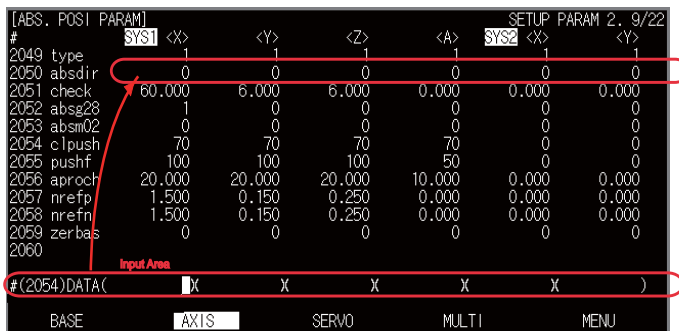 [ABS. POSI PARAM] SETUP PARAM 2. 9/22
# SYS1 <X> <Y> <Z> <A> SYS2 <X> <Y>
2049 type 1 1 1 1 1 1
2050 absdir 0 0 0 0 0 0
2051 check 60.000 6.000 6.000 0.000 0.000 0.000
2052 absg28 1 0 0 0 0 0
2053 absm02 0 0 0 0 0 0
2054 clpush 70 70 70 70 0 0
2055 pushf 100 100 100 50 0 0
2056 aproch 20.000 20.000 20.000 10.000 0.000 0.000
2057 nrefp 1.500 0.150 0.250 0.000 0.000 0.000
2058 nrefn 1.500 0.150 0.250 0.000 0.000 0.000
2059 zerbas 0 0 0 0 0 0
2060
Input Area
#(2054)DATA( )( )( )( )( )( )
BASE AXIS SERVO MULTI MENU